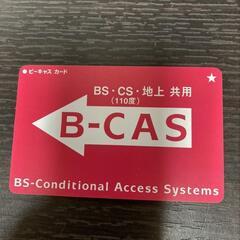 ● ビーキャス カード ★
BS・CS・地上 共用
(110度)
B-CAS
BS-Conditional Access Systems